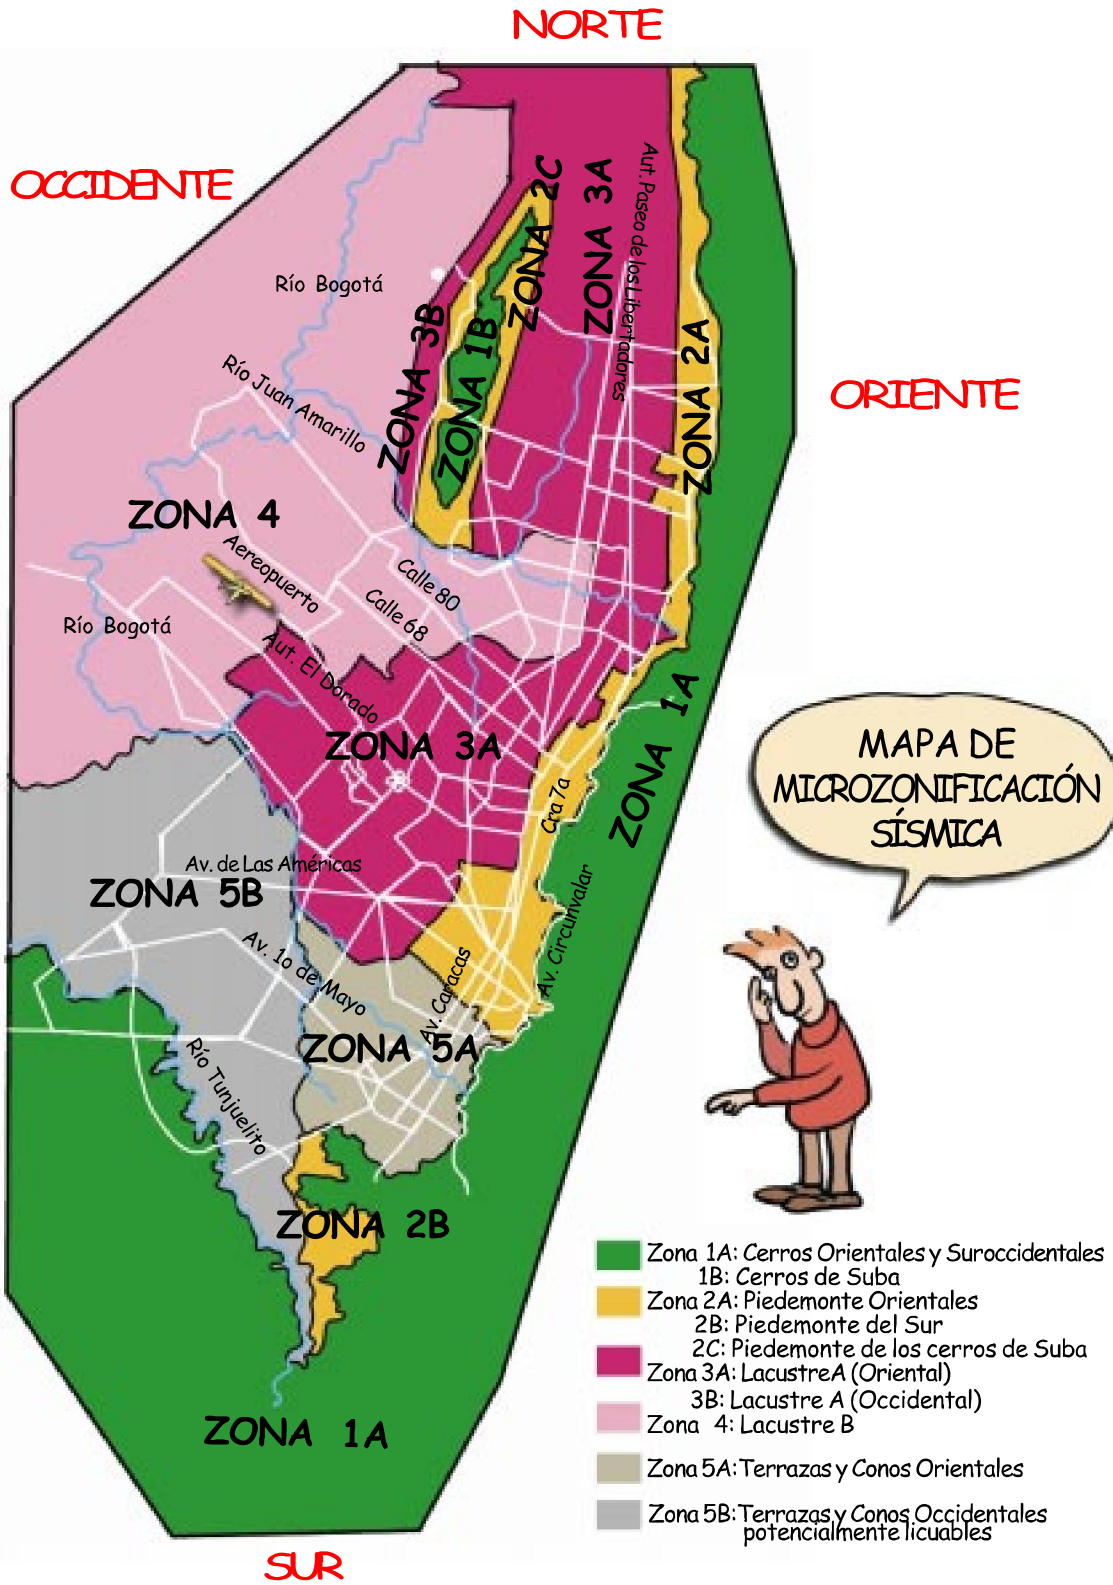 NORTE
OCCIDENTE
ORIENTE
ZONA 2C
ZONA 3A
Aut. Paseo de los Libertadores
Río Bogotá
ZONA 3B
ZONA 1B
ZONA 2A
Río Juan Amarillo
ZONA 4
Aereopuerto
Calle 80
Calle 68
Río Bogotá
Aut. El Dorado
ZONA 3A
ZONA 1A
Cra 7a
MAPA DE
MICROZONIFICACIÓN
SÍSMICA
Av. de Las Américas
ZONA 5B
Av. Circunvalar
Av. 1o de Mayo
Av. Caracas
ZONA 5A
Río Tunjuelito
ZONA 2B
ZONA 1A
Zona 1A: Cerros Orientales y Suroccidentales
1B: Cerros de Suba
Zona 2A: Piedemonte Orientales
2B: Piedemonte del Sur
2C: Piedemonte de los cerros de Suba
Zona 3A: Lacustre A (Oriental)
3B: Lacustre A (Occidental)
Zona 4: Lacustre B
Zona 5A: Terrazas y Conos Orientales
Zona 5B: Terrazas y Conos Occidentales
potencialmente licuables
SUR